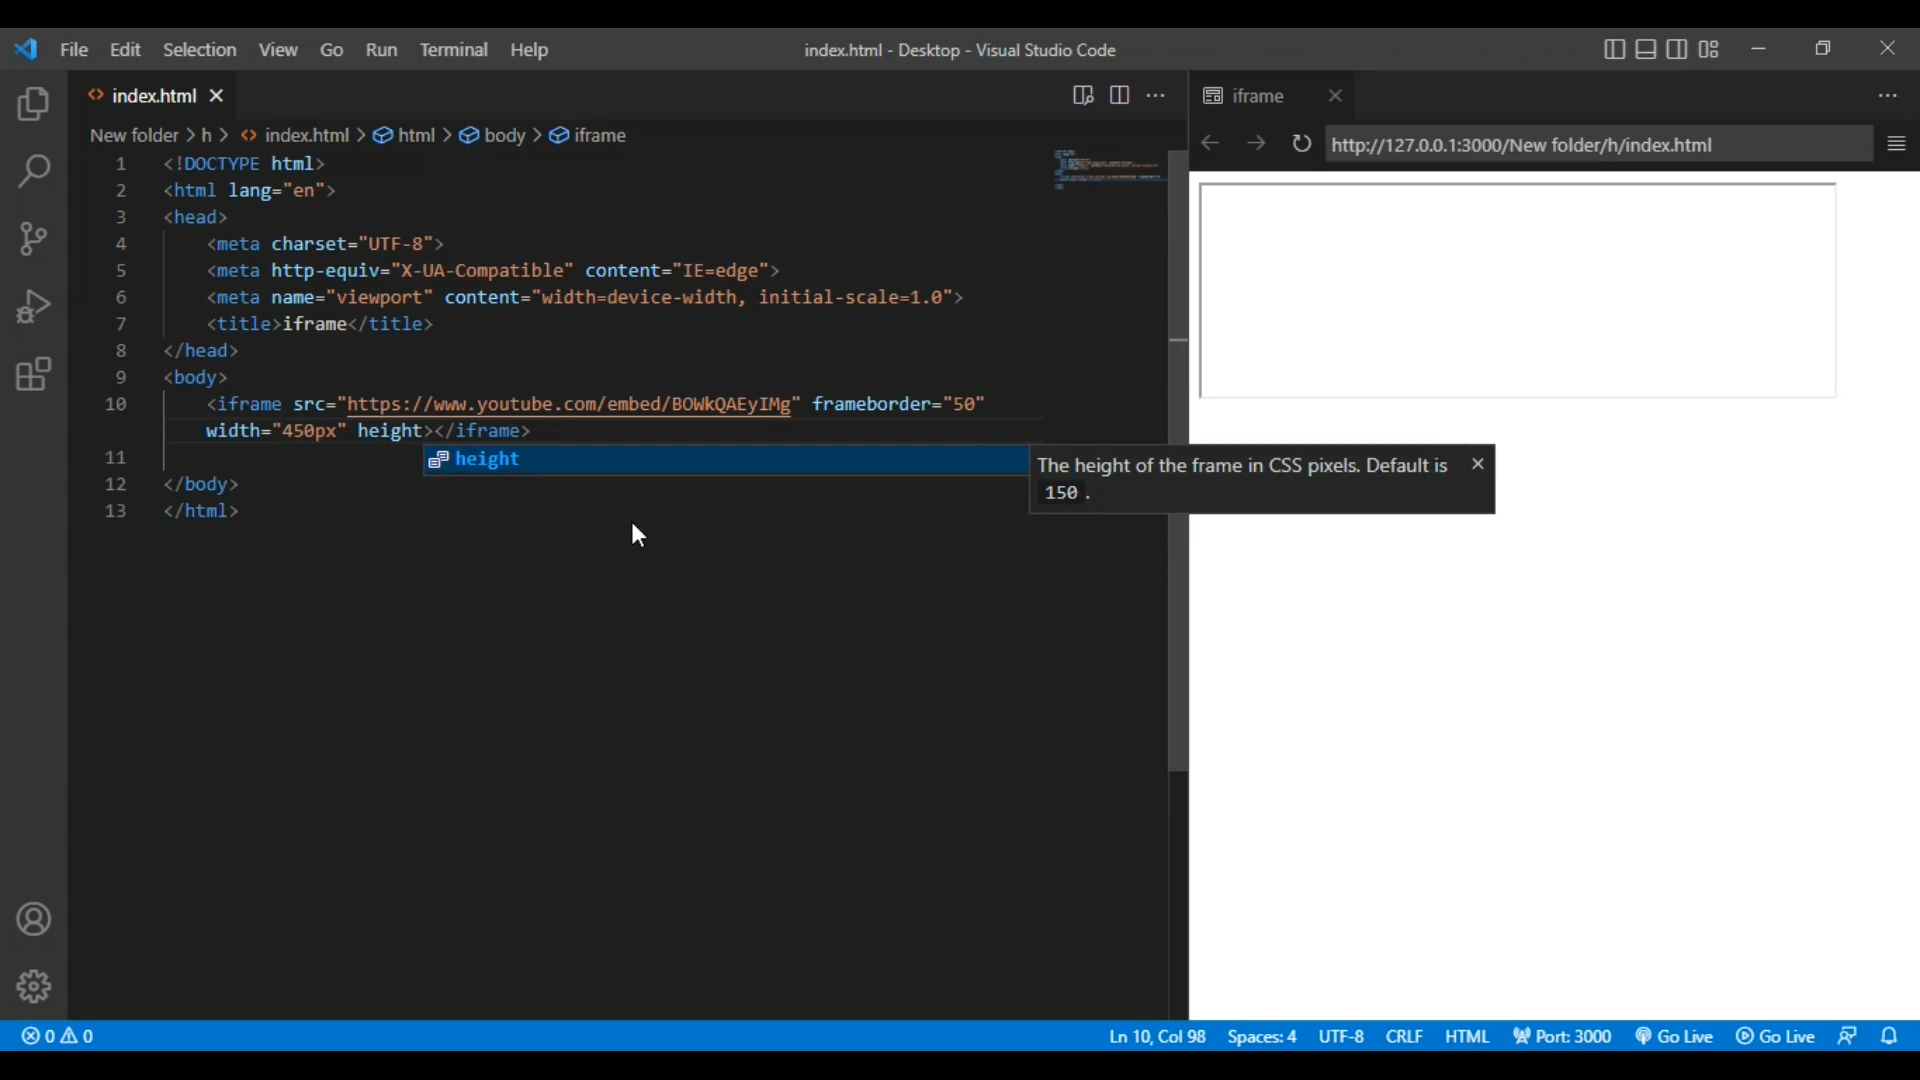 File Edit Selection View Go Run Terminal Help
index.html - Desktop - Visual Studio Code
index.html
iframe
New folder > h > index.html > html > body > iframe
http://127.0.0.1:3000/New folder/h/index.html
1 <!DOCTYPE html>
2 <html lang="en">
3 <head>
4 <meta charset="UTF-8">
5 <meta http-equiv="X-UA-Compatible" content="IE=edge">
6 <meta name="viewport" content="width=device-width, initial-scale=1.0">
7 <title>iframe</title>
8 </head>
9 <body>
10 <iframe src="https://www.youtube.com/embed/BOWkQAEyIMg" frameborder="50"
width="450px" height></iframe>
11
height
The height of the frame in CSS pixels. Default is
150 .
12 </body>
13 </html>
0 0 Ln 10, Col 98 Spaces: 4 UTF-8 CRLF HTML Port: 3000 Go Live Go Live